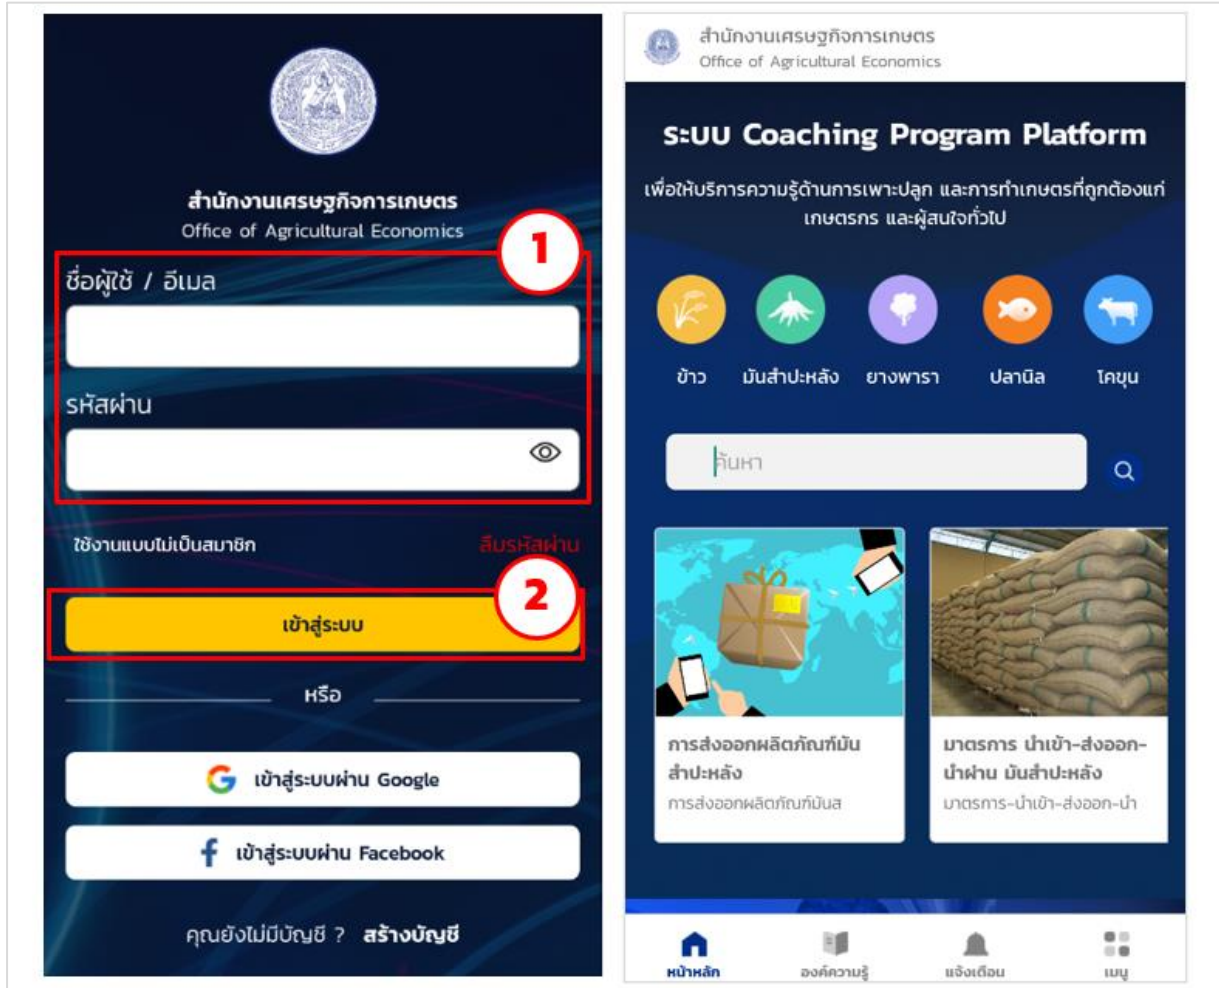 สำนักงานเศรษฐกิจการเกษตร
Office of Agricultural Economics
1
ชื่อผู้ใช้ / อีเมล
รหัสผ่าน
ใช้งานแบบไม่เป็นสมาชิก
ลืมรหัสผ่าน
2
เข้าสู่ระบบ
หรือ
เข้าสู่ระบบผ่าน Google
เข้าสู่ระบบผ่าน Facebook
คุณยังไม่มีบัญชี ? สร้างบัญชี
สำนักงานเศรษฐกิจการเกษตร
Office of Agricultural Economics
ระบบ Coaching Program Platform
เพื่อให้บริการความรู้ด้านการเพาะปลูก และการทำเกษตรที่ถูกต้องแก่
เกษตรกร และผู้สนใจทั่วไป
ข้าว มันสำปะหลัง ยางพารา ปลานิล โคขุน
ค้นหา
การส่งออกผลิตภัณฑ์มัน
สำปะหลัง
การส่งออกผลิตภัณฑ์มันส
มาตรการ นำเข้า-ส่งออก-
นำผ่าน มันสำปะหลัง
มาตรการ-นำเข้า-ส่งออก-นำ
หน้าหลัก องค์ความรู้ แจ้งเตือน เมนู